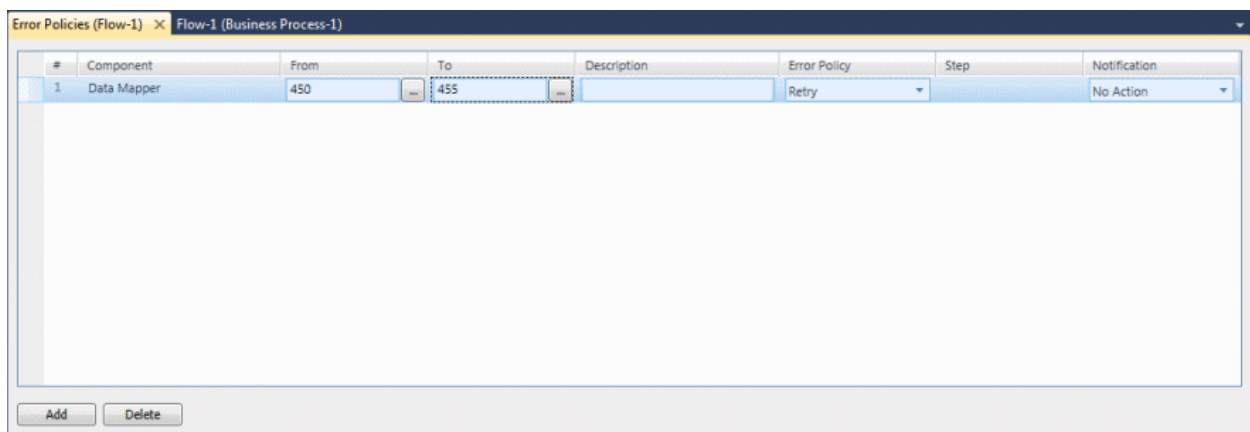 Error Policies (Flow-1) Flow-1 (Business Process-1)
# Component From To Description Error Policy Step Notification
1 Data Mapper 450 ... 455 ... Retry No Action
Add Delete